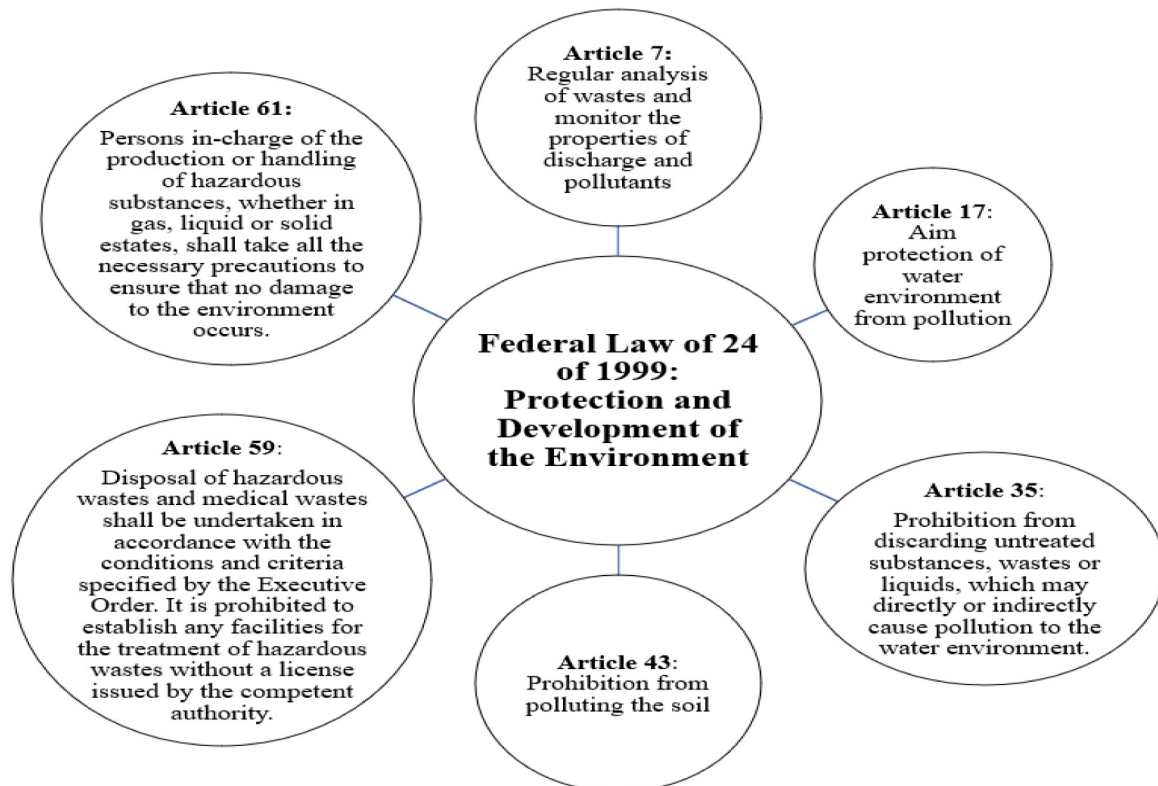 Article 7:
Regular analysis
of wastes and
monitor the
properties of
discharge and
pollutants
Article 17:
Aim
protection of
water
environment
from pollution
Article 35:
Prohibition from
discarding untreated
substances, wastes or
liquids, which may
directly or indirectly
cause pollution to the
water environment.
Article 43:
Prohibition from
polluting the soil
Article 59:
Disposal of hazardous
wastes and medical wastes
shall be undertaken in
accordance with the
conditions and criteria
specified by the Executive
Order. It is prohibited to
establish any facilities for
the treatment of hazardous
wastes without a license
issued by the competent
authority.
Article 61:
Persons in-charge of the
production or handling
of hazardous
substances, whether in
gas, liquid or solid
estates, shall take all the
necessary precautions to
ensure that no damage
to the environment
occurs.
Federal Law of 24
of 1999:
Protection and
Development of
the Environment